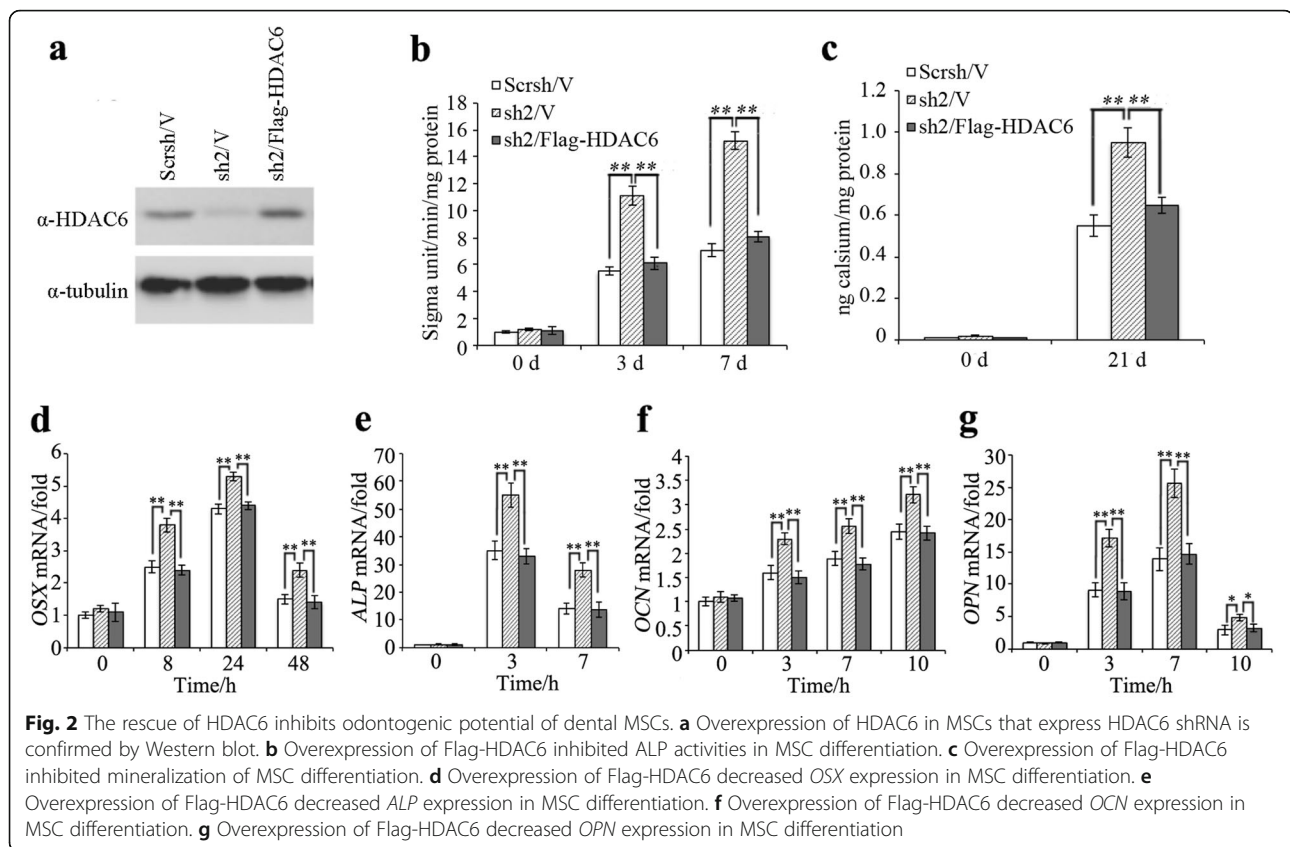 a
Scrsh/V
sh2/V
sh2/Flag-HDAC6
α-HDAC6
α-tubulin
b
Scrsh/V
sh2/V
sh2/Flag-HDAC6
Sigma unit/min/mg protein
18
16
14
12
10
8
6
4
2
0
** **
** **
0 d 3 d 7 d
c
Scrsh/V
sh2/V
sh2/Flag-HDAC6
ng calsium/mg protein
1.2
1.0
0.8
0.6
0.4
0.2
0
** **
0 d 21 d
d
OSX mRNA/fold
6
5
4
3
2
1
0
** **
** **
** **
0 8 24 48
Time/h
e
ALP mRNA/fold
70
60
50
40
30
20
10
0
** **
** **
0 3 7
Time/h
f
OCN mRNA/fold
4
3.5
3
2.5
2
1.5
1
0.5
0
** **
** **
** **
0 3 7 10
Time/h
g
OPN mRNA/fold
30
25
20
15
10
5
0
** **
** **
* *
0 3 7 10
Time/h
Fig. 2 The rescue of HDAC6 inhibits odontogenic potential of dental MSCs. a Overexpression of HDAC6 in MSCs that express HDAC6 shRNA is
confirmed by Western blot. b Overexpression of Flag-HDAC6 inhibited ALP activities in MSC differentiation. c Overexpression of Flag-HDAC6
inhibited mineralization of MSC differentiation. d Overexpression of Flag-HDAC6 decreased OSX expression in MSC differentiation. e
Overexpression of Flag-HDAC6 decreased ALP expression in MSC differentiation. f Overexpression of Flag-HDAC6 decreased OCN expression in
MSC differentiation. g Overexpression of Flag-HDAC6 decreased OPN expression in MSC differentiation